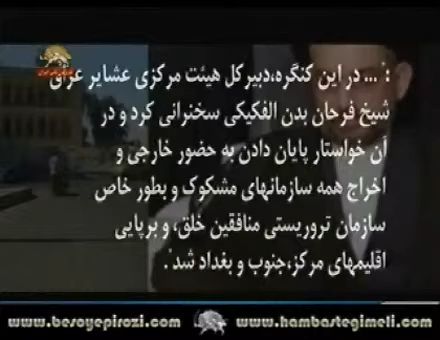 : ̎... در این کنگره،دبیرکل هیئت مرکزی عشایر عراق
شیخ فرحان بدن الفکیکی سخنرانی کرد و در
آن خواستار پایان دادن به حضور خارجی و
اخراج همه سازمانهای مشکوک و بطور خاص
سازمان تروریستی منافقین خلق، و برپایی
اقلیمهای مرکز،جنوب و بغداد شد".
www.besoyepirozi.com www.hambastegimeli.com